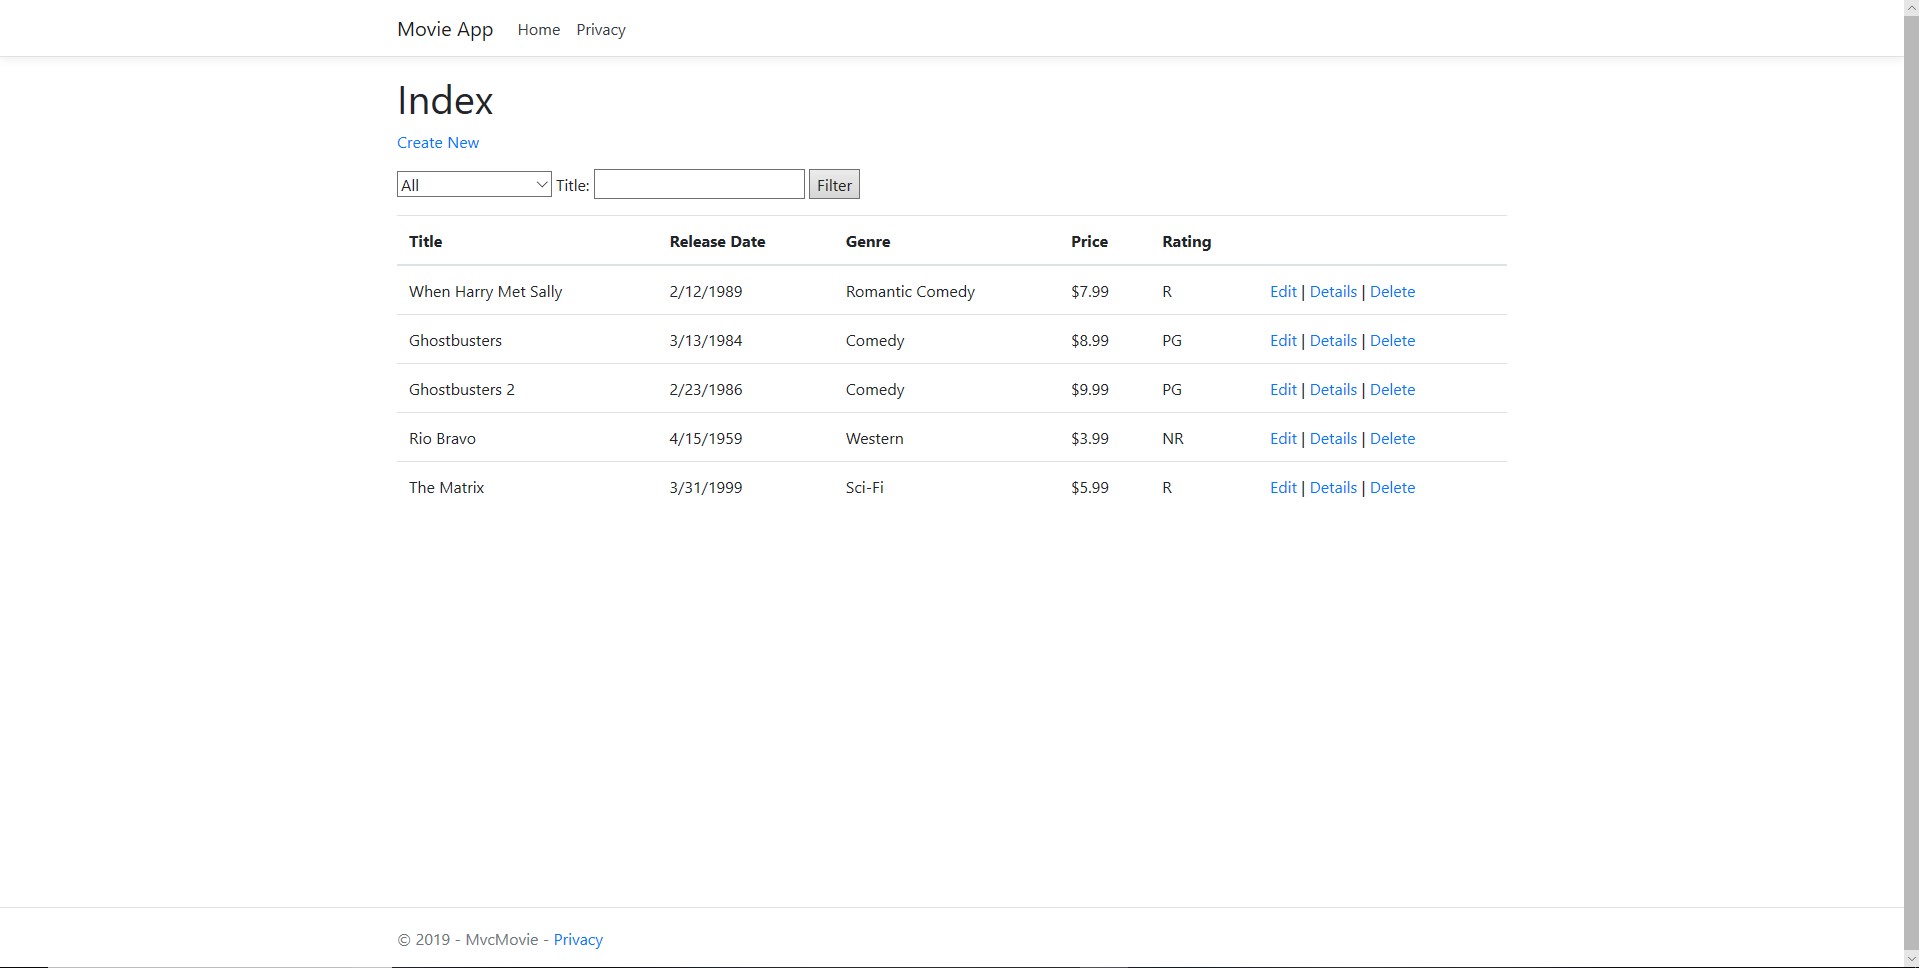 Movie App Home Privacy
Index
Create New
All Title: Filter
Title Release Date Genre Price Rating
When Harry Met Sally 2/12/1989 Romantic Comedy $7.99 R Edit | Details | Delete
Ghostbusters 3/13/1984 Comedy $8.99 PG Edit | Details | Delete
Ghostbusters 2 2/23/1986 Comedy $9.99 PG Edit | Details | Delete
Rio Bravo 4/15/1959 Western $3.99 NR Edit | Details | Delete
The Matrix 3/31/1999 Sci-Fi $5.99 R Edit | Details | Delete
© 2019 - MvcMovie - Privacy